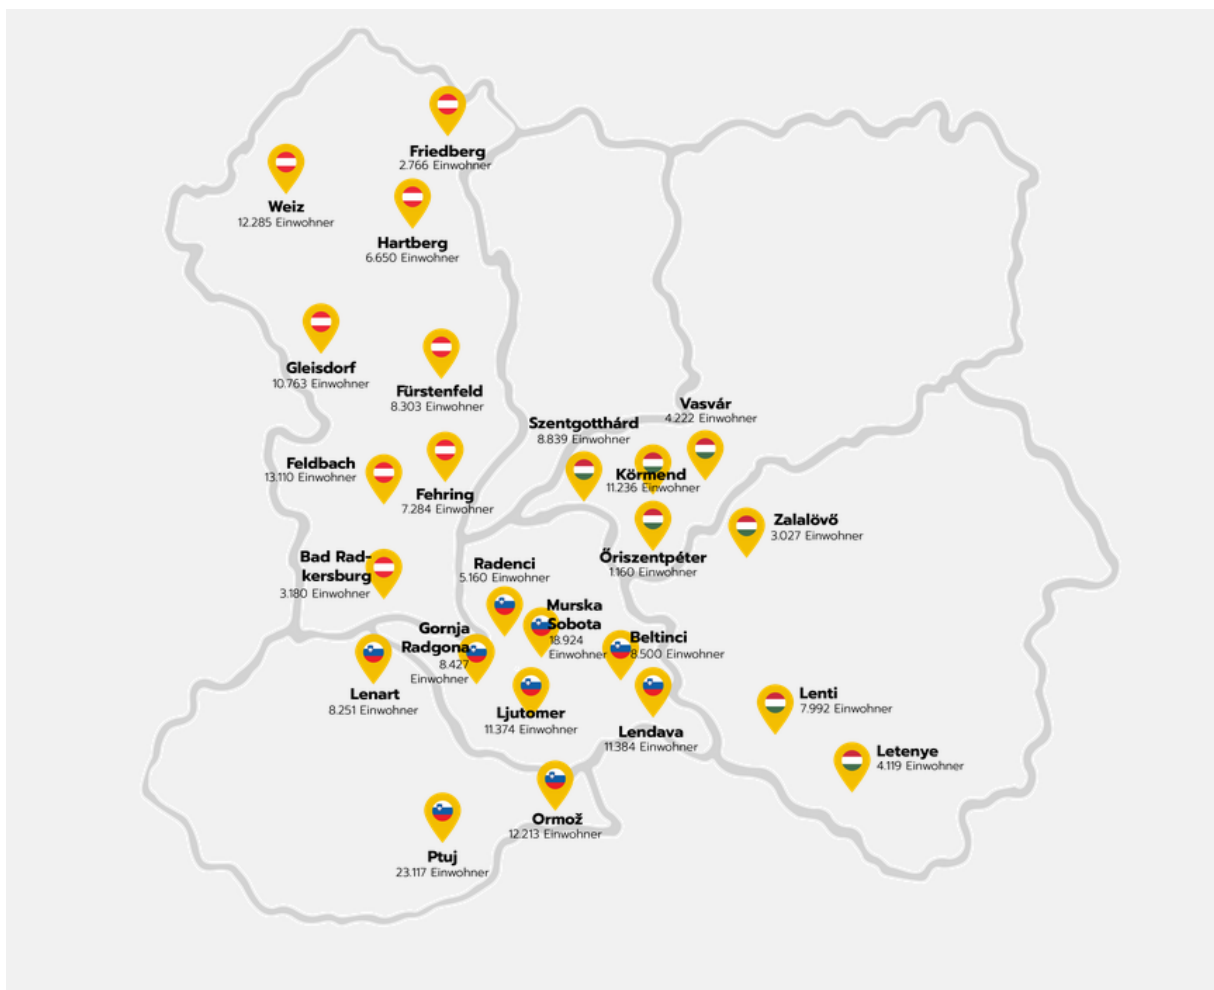 Friedberg
2.766 Einwohner
Weiz
12.285 Einwohner
Hartberg
6.650 Einwohner
Gleisdorf
10.763 Einwohner
Fürstenfeld
8.303 Einwohner
Vasvár
4.222 Einwohner
Szentgotthárd
8.839 Einwohner
Feldbach
13.110 Einwohner
Körmend
11.236 Einwohner
Fehring
7.284 Einwohner
Zalalövő
3.027 Einwohner
Őriszentpéter
1.160 Einwohner
Bad Rad-
kersburg
3.180 Einwohner
Radenci
5.160 Einwohner
Murska
Sobota
18.924
Einwohner
Gornja
Radgona
8.427
Einwohner
Beltinci
8.500 Einwohner
Lenart
8.251 Einwohner
Ljutomer
11.374 Einwohner
Lendava
11.384 Einwohner
Lenti
7.992 Einwohner
Letenye
4.119 Einwohner
Ormož
12.213 Einwohner
Ptuj
23.117 Einwohner